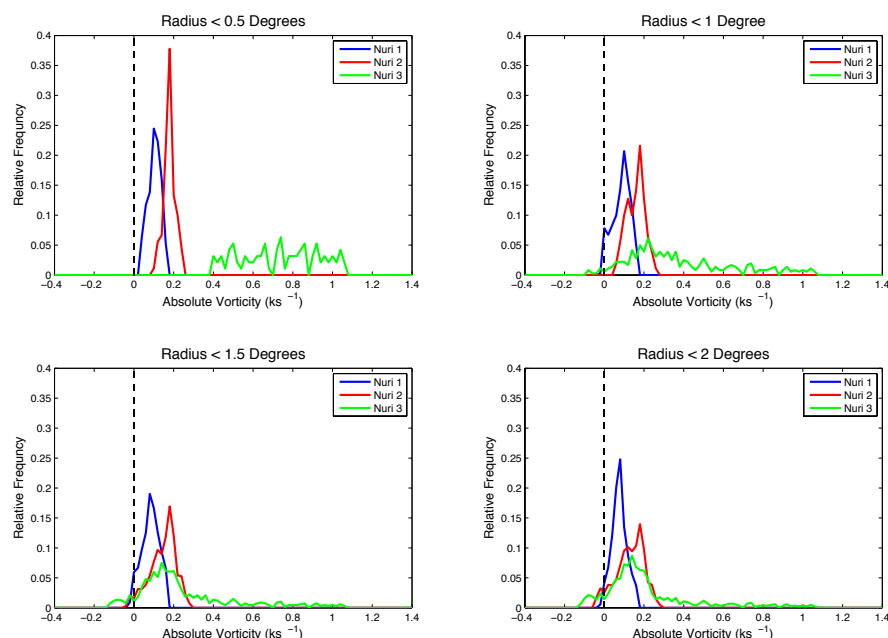 Radius < 0.5 Degrees
0.4
0.35
0.3
0.25
0.2
0.15
0.1
0.05
0
Relative Frequncy
Nuri 1
Nuri 2
Nuri 3
−0.4 −0.2 0 0.2 0.4 0.6 0.8 1 1.2 1.4
Absolute Vorticity (ks⁻¹)
Radius < 1 Degree
0.4
0.35
0.3
0.25
0.2
0.15
0.1
0.05
0
Relative Frequncy
Nuri 1
Nuri 2
Nuri 3
−0.4 −0.2 0 0.2 0.4 0.6 0.8 1 1.2 1.4
Absolute Vorticity (ks⁻¹)
Radius < 1.5 Degrees
0.4
0.35
0.3
0.25
0.2
0.15
0.1
0.05
0
Relative Frequncy
Nuri 1
Nuri 2
Nuri 3
−0.4 −0.2 0 0.2 0.4 0.6 0.8 1 1.2 1.4
Absolute Vorticity (ks⁻¹)
Radius < 2 Degrees
0.4
0.35
0.3
0.25
0.2
0.15
0.1
0.05
0
Relative Frequncy
Nuri 1
Nuri 2
Nuri 3
−0.4 −0.2 0 0.2 0.4 0.6 0.8 1 1.2 1.4
Absolute Vorticity (ks⁻¹)